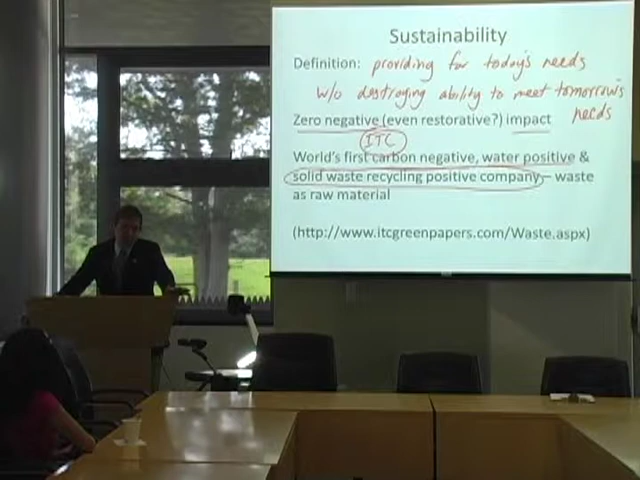 Sustainability
Definition: providing for today's needs
w/o destroying ability to meet tomorrow's
needs
Zero negative (even restorative?) impact
ITC
World's first carbon negative, water positive &
solid waste recycling positive company – waste
as raw material
(http://www.itcgreenpapers.com/Waste.aspx)